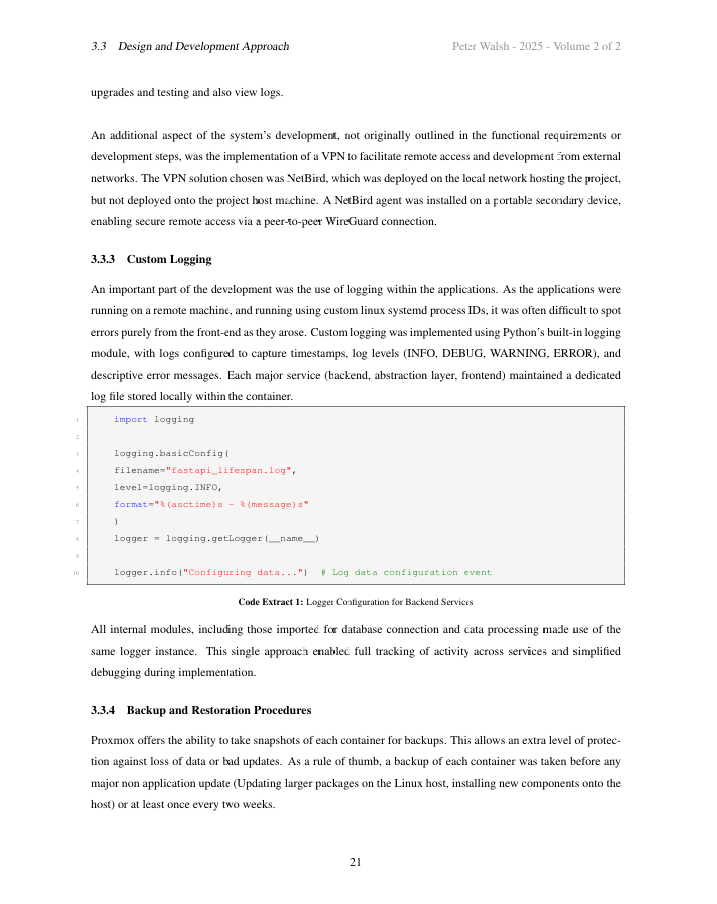 3.3 Design and Development Approach
Peter Walsh - 2025 - Volume 2 of 2
upgrades and testing and also view logs.
An additional aspect of the system's development, not originally outlined in the functional requirements or
development steps, was the implementation of a VPN to facilitate remote access and development from external
networks. The VPN solution chosen was NetBird, which was deployed on the local network hosting the project,
but not deployed onto the project host machine. A NetBird agent was installed on a portable secondary device,
enabling secure remote access via a peer-to-peer WireGuard connection.
3.3.3 Custom Logging
An important part of the development was the use of logging within the applications. As the applications were
running on a remote machine, and running using custom linux systemd process IDs, it was often difficult to spot
errors purely from the front-end as they arose. Custom logging was implemented using Python's built-in logging
module, with logs configured to capture timestamps, log levels (INFO, DEBUG, WARNING, ERROR), and
descriptive error messages. Each major service (backend, abstraction layer, frontend) maintained a dedicated
log file stored locally within the container.
1 import logging
2
3 logging.basicConfig(
4 filename="fastapi_lifespan.log",
5 level=logging.INFO,
6 format="%(asctime)s - %(message)s"
7 )
8 logger = logging.getLogger(__name__)
9
10 logger.info("Configuring data...") # Log data configuration event
Code Extract 1: Logger Configuration for Backend Services
All internal modules, including those imported for database connection and data processing made use of the
same logger instance. This single approach enabled full tracking of activity across services and simplified
debugging during implementation.
3.3.4 Backup and Restoration Procedures
Proxmox offers the ability to take snapshots of each container for backups. This allows an extra level of protec-
tion against loss of data or bad updates. As a rule of thumb, a backup of each container was taken before any
major non application update (Updating larger packages on the Linux host, installing new components onto the
host) or at least once every two weeks.
21